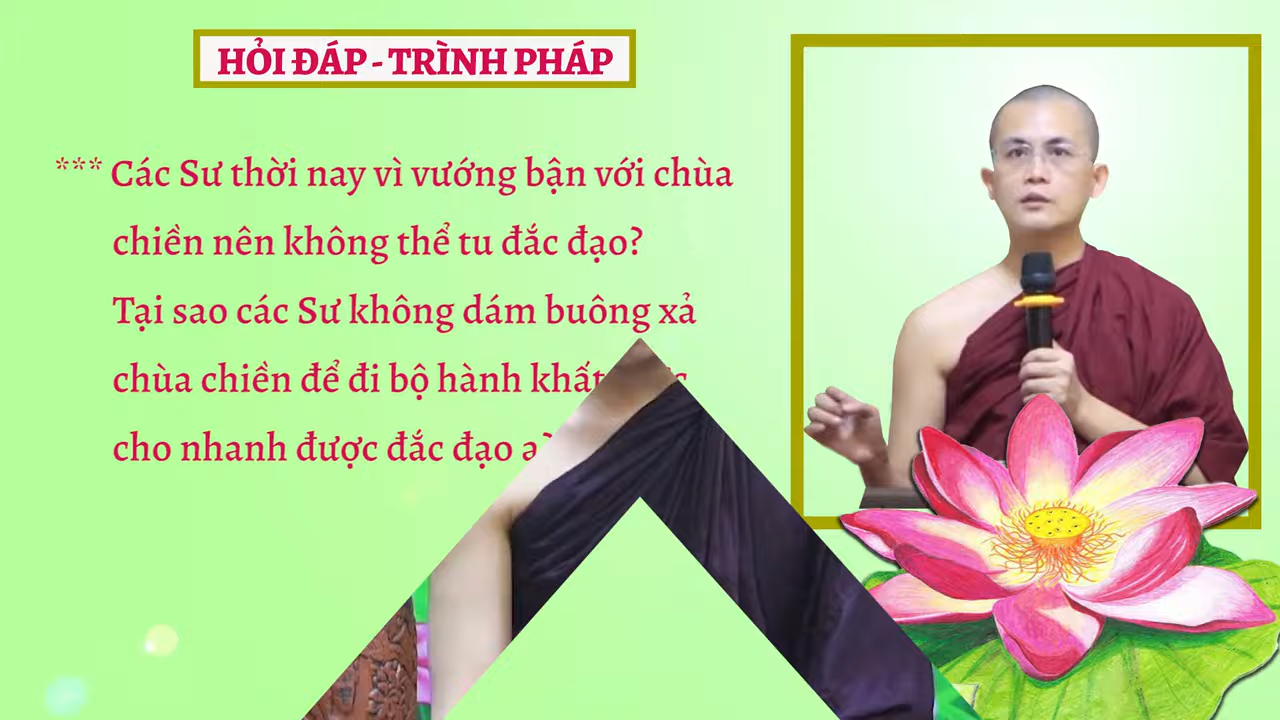 HỎI ĐÁP - TRÌNH PHÁP
*** Các Sư thời nay vì vướng bận với chùa
chiền nên không thể tu đắc đạo?
Tại sao các Sư không dám buông xả
chùa chiền để đi bộ hành khất
cho nhanh được đắc đạo